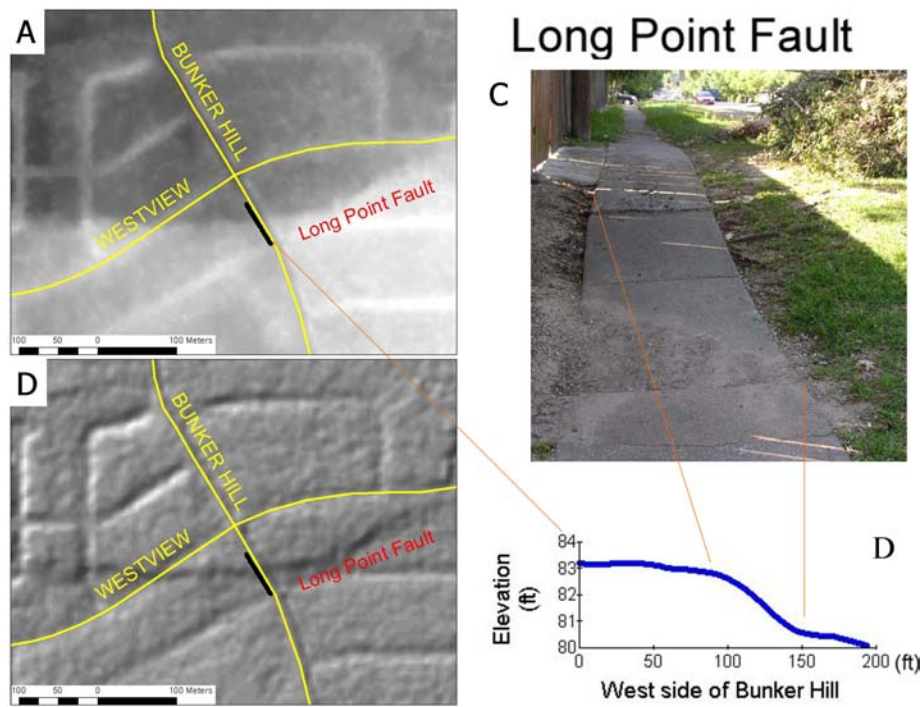 A
BUNKER HILL
WESTVIEW
Long Point Fault
100 50 0 100 Meters
D
BUNKER HILL
WESTVIEW
Long Point Fault
100 50 0 100 Meters
Long Point Fault
C
D
Elevation
(ft)
84
83
82
81
80
0 50 100 150 200 (ft)
West side of Bunker Hill